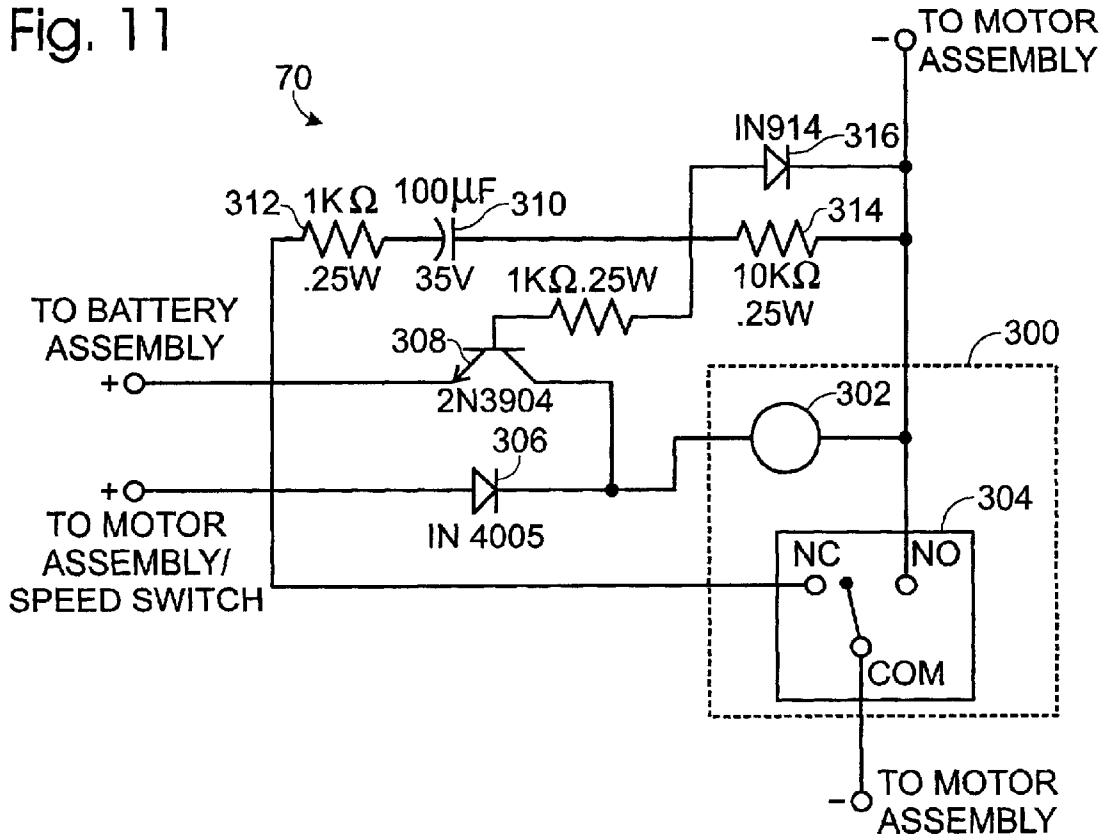 Fig. 11
- TO MOTOR
ASSEMBLY
70
IN914
316
312
1KΩ
100μF
310
314
.25W
35V
1KΩ.25W
10KΩ
.25W
TO BATTERY
ASSEMBLY
+
308
2N3904
300
302
306
+
TO MOTOR
ASSEMBLY/
SPEED SWITCH
IN 4005
304
NC
NO
COM
- TO MOTOR
ASSEMBLY